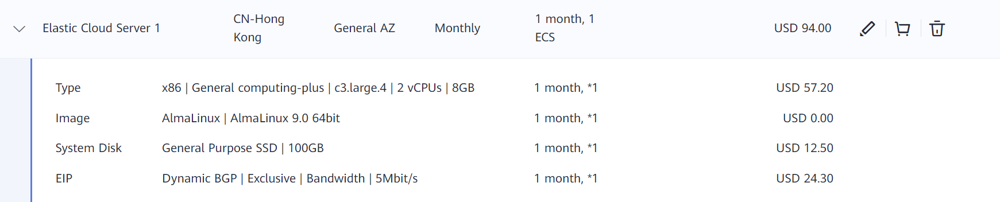 Elastic Cloud Server 1
CN-Hong
Kong
General AZ
Monthly
1 month, 1
ECS
USD 94.00
Type
x86 | General computing-plus | c3.large.4 | 2 vCPUs | 8GB
1 month, *1
USD 57.20
Image
AlmaLinux | AlmaLinux 9.0 64bit
1 month, *1
USD 0.00
System Disk
General Purpose SSD | 100GB
1 month, *1
USD 12.50
EIP
Dynamic BGP | Exclusive | Bandwidth | 5Mbit/s
1 month, *1
USD 24.30